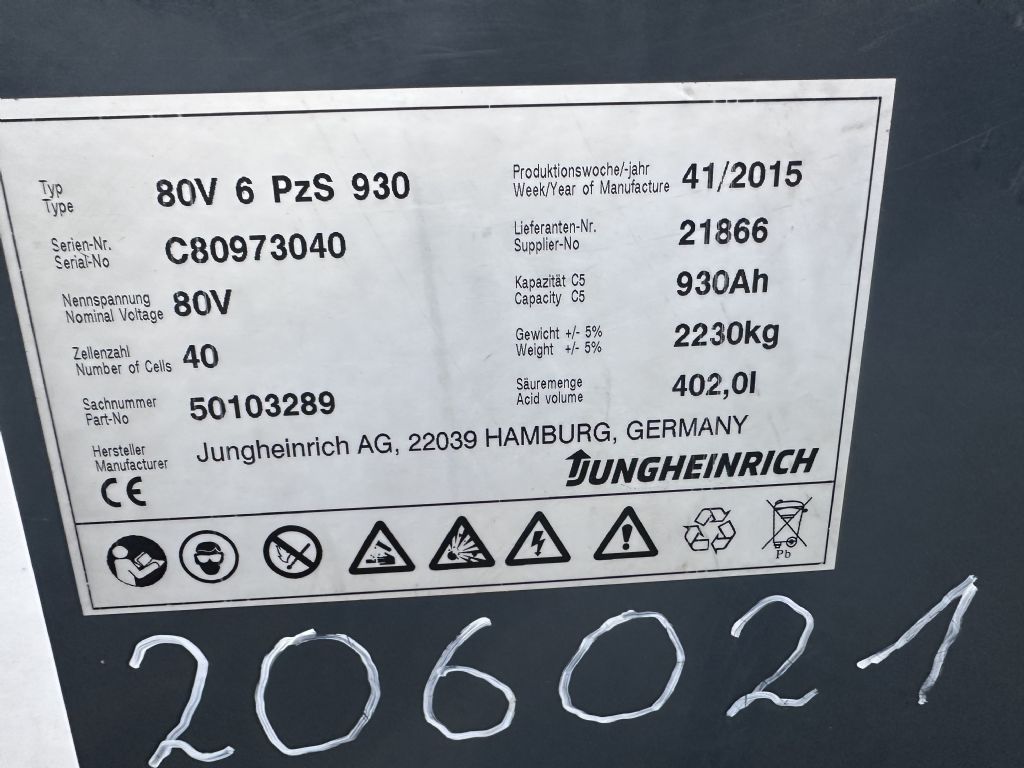 Typ
Type
80V 6 PzS 930
Produktionswoche/-jahr
Week/Year of Manufacture
41/2015
Serien-Nr.
Serial-No
C80973040
Lieferanten-Nr.
Supplier-No
21866
Nennspannung
Nominal Voltage
80V
Kapazität C5
Capacity C5
930Ah
Zellenzahl
Number of Cells
40
Gewicht +/- 5%
Weight +/- 5%
2230kg
Sachnummer
Part-No
50103289
Säuremenge
Acid volume
402,0l
Hersteller
Manufacturer
Jungheinrich AG, 22039 HAMBURG, GERMANY
JUNGHEINRICH
CE
Pb
206021